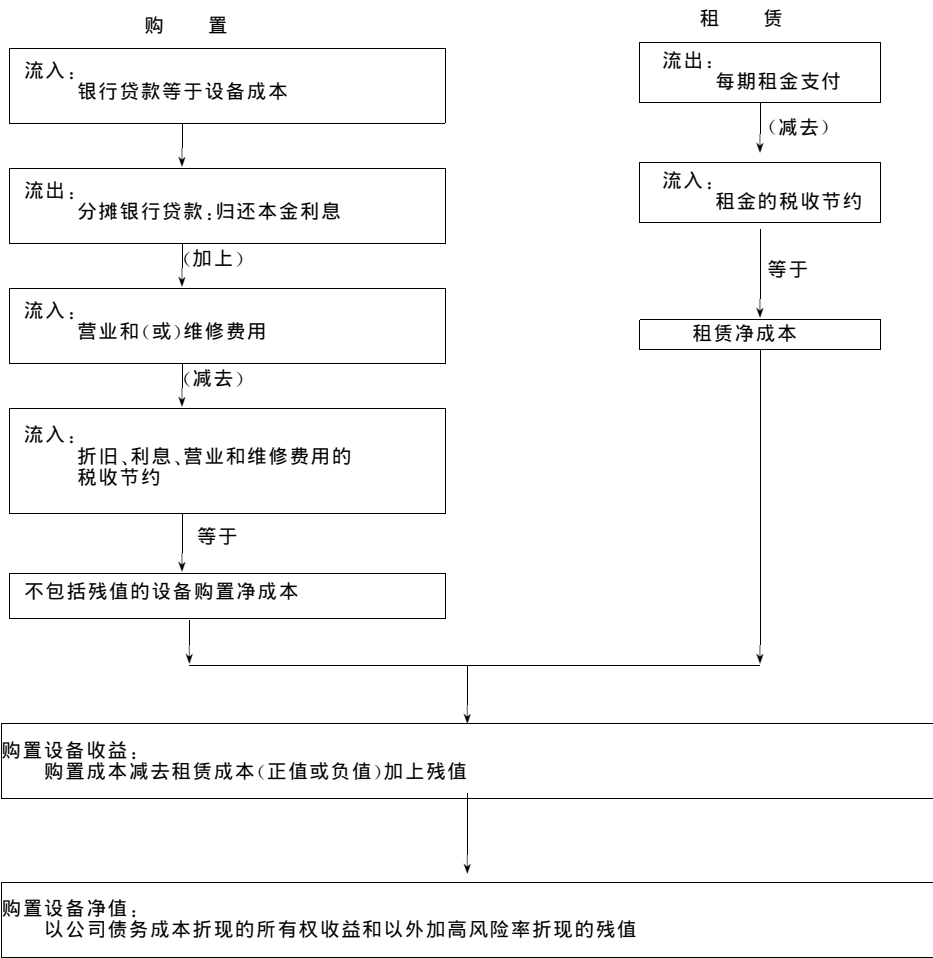 购 置
流入:
银行贷款等于设备成本
流出:
分摊银行贷款:归还本金利息
(加上)
流入:
营业和(或)维修费用
(减去)
流入:
折旧、利息、营业和维修费用的
税收节约
等于
不包括残值的设备购置净成本
租 赁
流出:
每期租金支付
(减去)
流入:
租金的税收节约
等于
租赁净成本
购置设备收益:
购置成本减去租赁成本(正值或负值)加上残值
购置设备净值:
以公司债务成本折现的所有权收益和以外加高风险率折现的残值